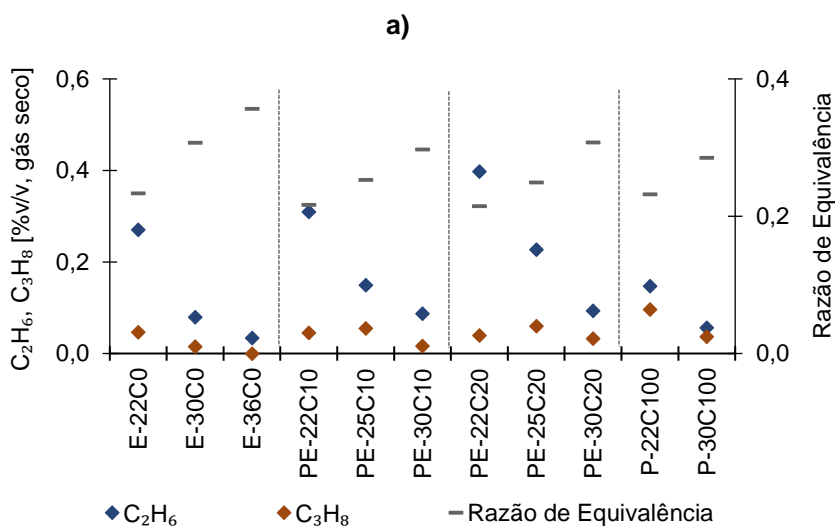 a)
0,6
0,4
0,2
0,0
C₂H₆, C₃H₈ [%v/v, gás seco]
0,4
0,2
0,0
Razão de Equivalência
E-22C0
E-30C0
E-36C0
PE-22C10
PE-25C10
PE-30C10
PE-22C20
PE-25C20
PE-30C20
P-22C100
P-30C100
C₂H₆
C₃H₈
Razão de Equivalência